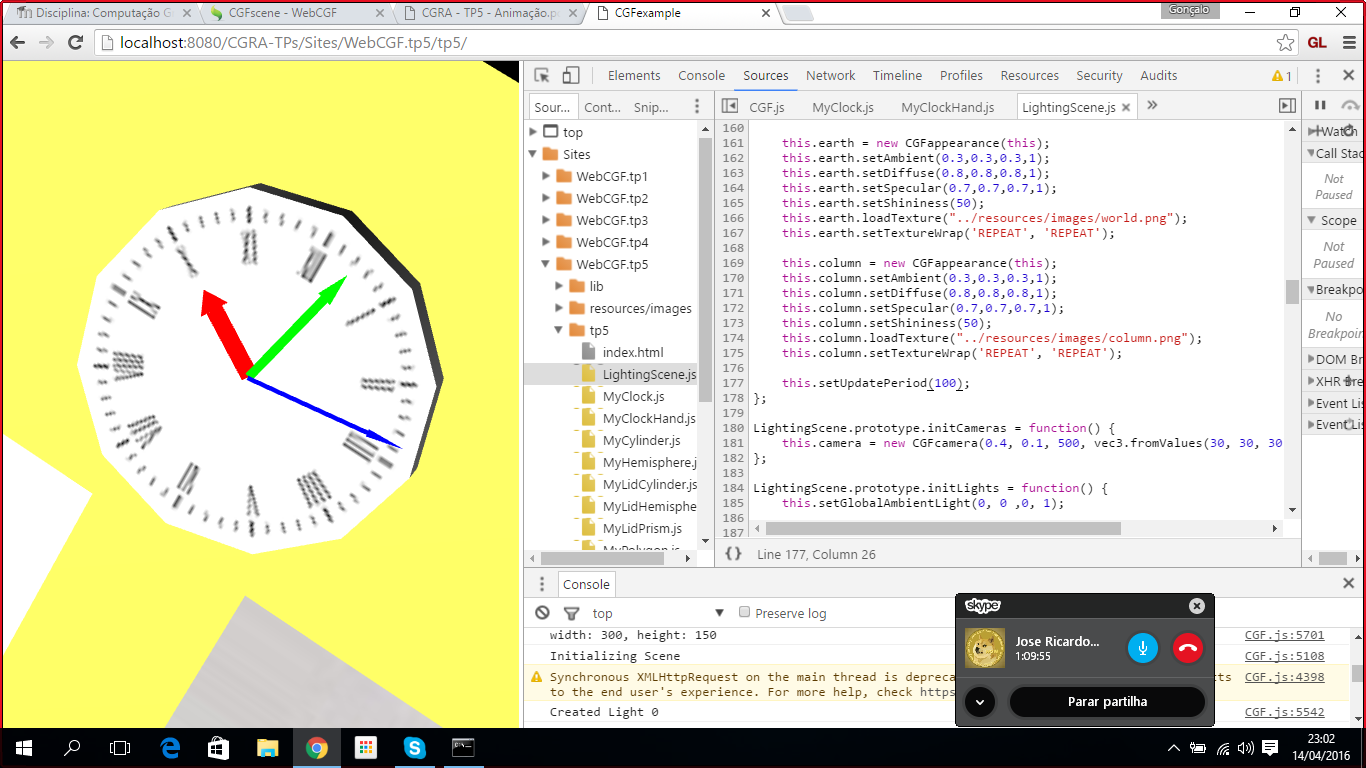 Disciplina: Computação G
CGFscene - WebCGF
CGRA - TP5 - Animação.p
CGFexample
Gonçalo
localhost:8080/CGRA-TPs/Sites/WebCGF.tp5/tp5/
GL
Elements Console Sources Network Timeline Profiles Resources Security Audits 1
Sour... Cont... Snip...
CGF.js MyClock.js MyClockHand.js LightingScene.js
top
Sites
WebCGF.tp1
WebCGF.tp2
WebCGF.tp3
WebCGF.tp4
WebCGF.tp5
lib
resources/images
tp5
index.html
LightingScene.js
MyClock.js
MyClockHand.js
MyCylinder.js
MyHemisphere.j
MyLidCylinder.js
MyLidHemisphe
MyLidPrism.js
MyPolygon.js
160
161 this.earth = new CGFappearance(this);
162 this.earth.setAmbient(0.3,0.3,0.3,1);
163 this.earth.setDiffuse(0.8,0.8,0.8,1);
164 this.earth.setSpecular(0.7,0.7,0.7,1);
165 this.earth.setShininess(50);
166 this.earth.loadTexture("../resources/images/world.png");
167 this.earth.setTextureWrap('REPEAT', 'REPEAT');
168
169 this.column = new CGFappearance(this);
170 this.column.setAmbient(0.3,0.3,0.3,1);
171 this.column.setDiffuse(0.8,0.8,0.8,1);
172 this.column.setSpecular(0.7,0.7,0.7,1);
173 this.column.setShininess(50);
174 this.column.loadTexture("../resources/images/column.png");
175 this.column.setTextureWrap('REPEAT', 'REPEAT');
176
177 this.setUpdatePeriod(100);
178 };
179
180 LightingScene.prototype.initCameras = function() {
181 this.camera = new CGFcamera(0.4, 0.1, 500, vec3.fromValues(30, 30, 30
182 };
183
184 LightingScene.prototype.initLights = function() {
185 this.setGlobalAmbientLight(0, 0 ,0, 1);
186
187
{} Line 177, Column 26
Watch
Call Stac
Not
Paused
Scope
Not
Paused
Breakpo
No
Breakpoin
DOM Br
XHR Bre
Event Lis
Event Lis
Console
top Preserve log
width: 300, height: 150 CGF.js:5701
Initializing Scene CGF.js:5108
Synchronous XMLHttpRequest on the main thread is depreca cts CGF.js:4398
to the end user's experience. For more help, check https
Created Light 0 CGF.js:5542
skype
Jose Ricardo...
1:09:55
Parar partilha
23:02
14/04/2016